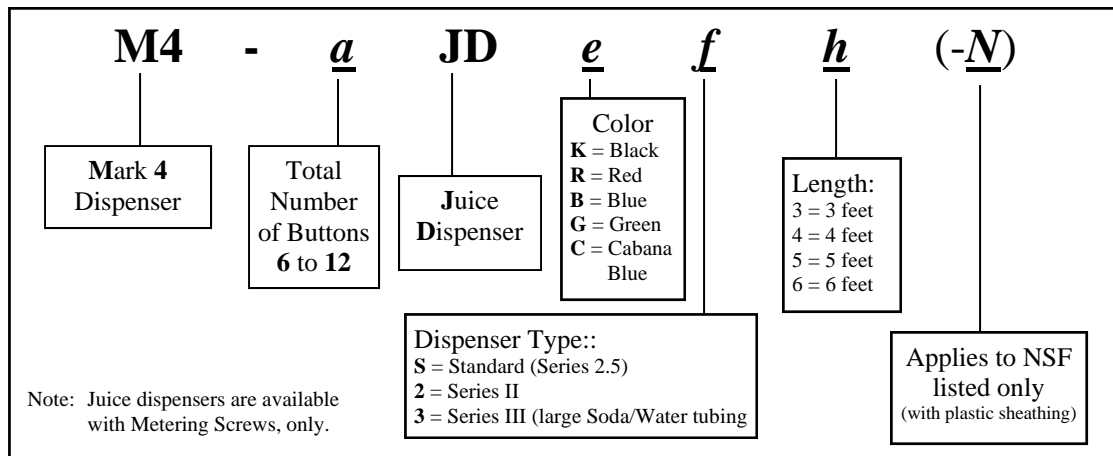 M4 - a JD e f h (-N)
Mark 4
Dispenser
Total
Number
of Buttons
6 to 12
Juice
Dispenser
Color
K = Black
R = Red
B = Blue
G = Green
C = Cabana
Blue
Length:
3 = 3 feet
4 = 4 feet
5 = 5 feet
6 = 6 feet
Dispenser Type::
S = Standard (Series 2.5)
2 = Series II
3 = Series III (large Soda/Water tubing
Applies to NSF
listed only
(with plastic sheathing)
Note: Juice dispensers are available
with Metering Screws, only.